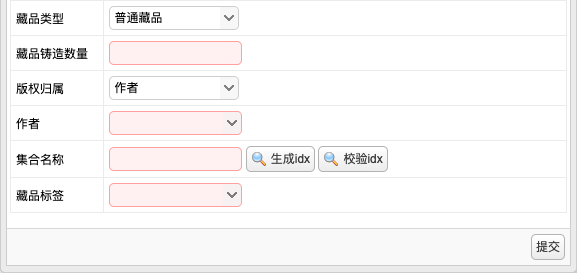 藏品类型 普通藏品
藏品铸造数量
版权归属 作者
作者
集合名称 生成idx 校验idx
藏品标签
提交